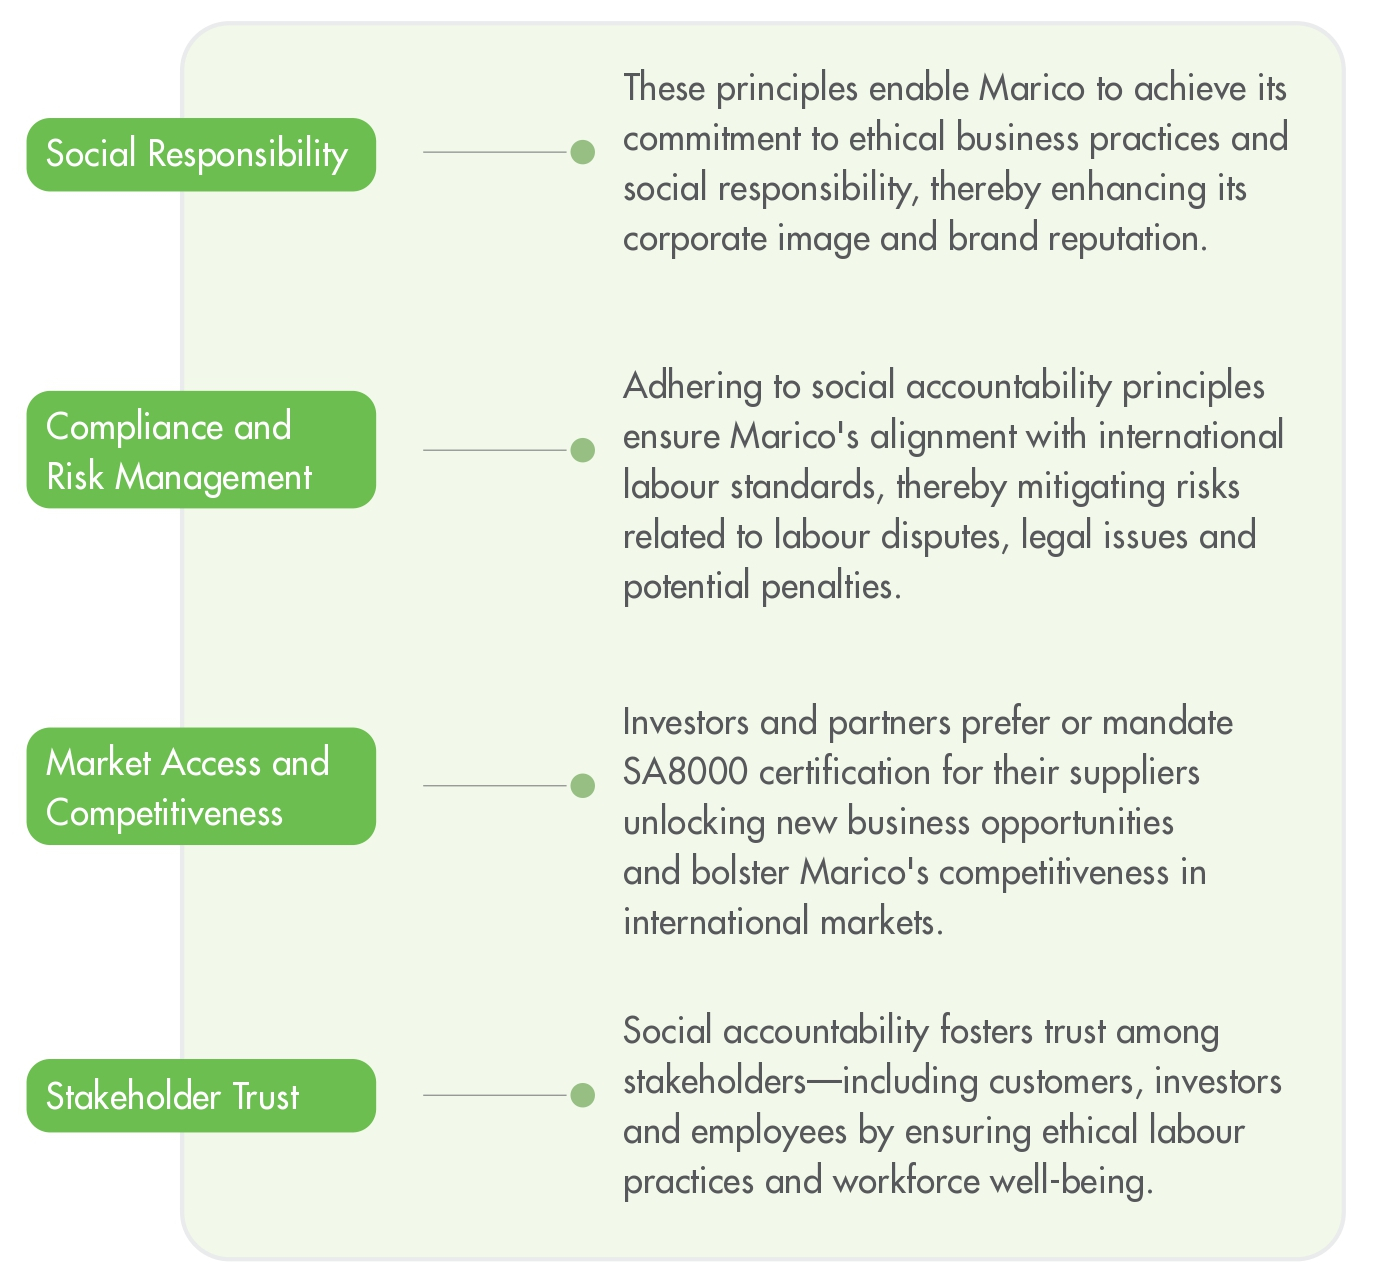 Social Responsibility
These principles enable Marico to achieve its
commitment to ethical business practices and
social responsibility, thereby enhancing its
corporate image and brand reputation.
Compliance and
Risk Management
Adhering to social accountability principles
ensure Marico's alignment with international
labour standards, thereby mitigating risks
related to labour disputes, legal issues and
potential penalties.
Market Access and
Competitiveness
Investors and partners prefer or mandate
SA8000 certification for their suppliers
unlocking new business opportunities
and bolster Marico's competitiveness in
international markets.
Stakeholder Trust
Social accountability fosters trust among
stakeholders—including customers, investors
and employees by ensuring ethical labour
practices and workforce well-being.